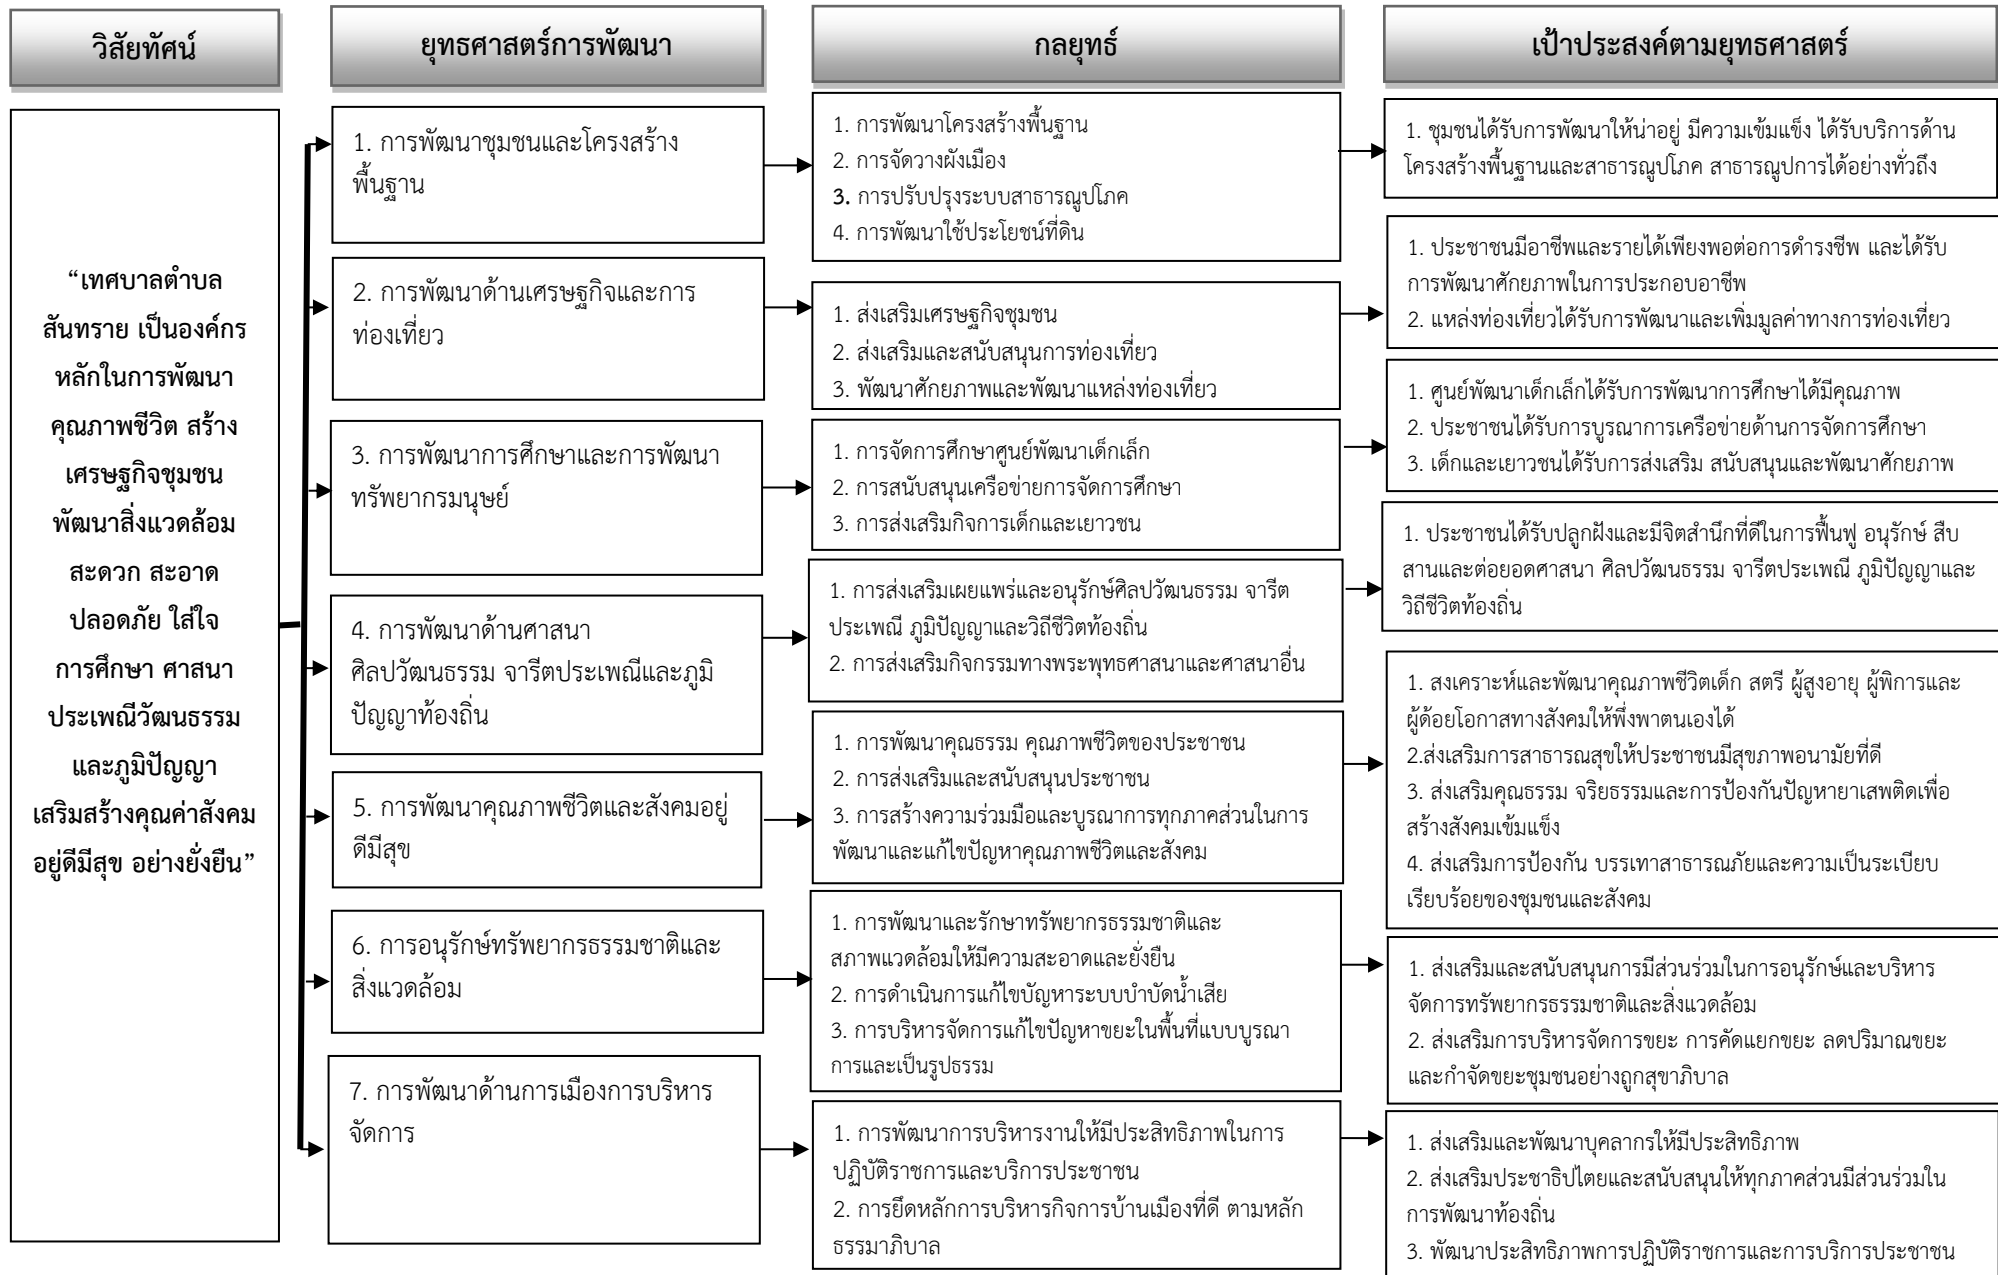 วิสัยทัศน์
ยุทธศาสตร์การพัฒนา
กลยุทธ์
เป้าประสงค์ตามยุทธศาสตร์
“เทศบาลตำบล
สันทราย เป็นองค์กร
หลักในการพัฒนา
คุณภาพชีวิต สร้าง
เศรษฐกิจชุมชน
พัฒนาสิ่งแวดล้อม
สะดวก สะอาด
ปลอดภัย ใส่ใจ
การศึกษา ศาสนา
ประเพณีวัฒนธรรม
และภูมิปัญญา
เสริมสร้างคุณค่าสังคม
อยู่ดีมีสุข อย่างยั่งยืน”
1. การพัฒนาชุมชนและโครงสร้าง
พื้นฐาน
1. การพัฒนาโครงสร้างพื้นฐาน
2. การจัดวางผังเมือง
3. การปรับปรุงระบบสาธารณูปโภค
4. การพัฒนาใช้ประโยชน์ที่ดิน
1. ชุมชนได้รับการพัฒนาให้น่าอยู่ มีความเข้มแข็ง ได้รับบริการด้าน
โครงสร้างพื้นฐานและสาธารณูปโภค สาธารณูปการได้อย่างทั่วถึง
2. การพัฒนาด้านเศรษฐกิจและการ
ท่องเที่ยว
1. ส่งเสริมเศรษฐกิจชุมชน
2. ส่งเสริมและสนับสนุนการท่องเที่ยว
3. พัฒนาศักยภาพและพัฒนาแหล่งท่องเที่ยว
1. ประชาชนมีอาชีพและรายได้เพียงพอต่อการดำรงชีพ และได้รับ
การพัฒนาศักยภาพในการประกอบอาชีพ
2. แหล่งท่องเที่ยวได้รับการพัฒนาและเพิ่มมูลค่าทางการท่องเที่ยว
3. การพัฒนาการศึกษาและการพัฒนา
ทรัพยากรมนุษย์
1. การจัดการศึกษาศูนย์พัฒนาเด็กเล็ก
2. การสนับสนุนเครือข่ายการจัดการศึกษา
3. การส่งเสริมกิจการเด็กและเยาวชน
1. ศูนย์พัฒนาเด็กเล็กได้รับการพัฒนาการศึกษาได้มีคุณภาพ
2. ประชาชนได้รับการบูรณาการเครือข่ายด้านการจัดการศึกษา
3. เด็กและเยาวชนได้รับการส่งเสริม สนับสนุนและพัฒนาศักยภาพ
4. การพัฒนาด้านศาสนา
ศิลปวัฒนธรรม จารีตประเพณีและภูมิ
ปัญญาท้องถิ่น
1. การส่งเสริมเผยแพร่และอนุรักษ์ศิลปวัฒนธรรม จารีต
ประเพณี ภูมิปัญญาและวิถีชีวิตท้องถิ่น
2. การส่งเสริมกิจกรรมทางพระพุทธศาสนาและศาสนาอื่น
1. ประชาชนได้รับปลูกฝังและมีจิตสำนึกที่ดีในการฟื้นฟู อนุรักษ์ สืบ
สานและต่อยอดศาสนา ศิลปวัฒนธรรม จารีตประเพณี ภูมิปัญญาและ
วิถีชีวิตท้องถิ่น
5. การพัฒนาคุณภาพชีวิตและสังคมอยู่
ดีมีสุข
1. การพัฒนาคุณธรรม คุณภาพชีวิตของประชาชน
2. การส่งเสริมและสนับสนุนประชาชน
3. การสร้างความร่วมมือและบูรณาการทุกภาคส่วนในการ
พัฒนาและแก้ไขปัญหาคุณภาพชีวิตและสังคม
1. สงเคราะห์และพัฒนาคุณภาพชีวิตเด็ก สตรี ผู้สูงอายุ ผู้พิการและ
ผู้ด้อยโอกาสทางสังคมให้พึ่งพาตนเองได้
2.ส่งเสริมการสาธารณสุขให้ประชาชนมีสุขภาพอนามัยที่ดี
3. ส่งเสริมคุณธรรม จริยธรรมและการป้องกันปัญหายาเสพติดเพื่อ
สร้างสังคมเข้มแข็ง
4. ส่งเสริมการป้องกัน บรรเทาสาธารณภัยและความเป็นระเบียบ
เรียบร้อยของชุมชนและสังคม
6. การอนุรักษ์ทรัพยากรธรรมชาติและ
สิ่งแวดล้อม
1. การพัฒนาและรักษาทรัพยากรธรรมชาติและ
สภาพแวดล้อมให้มีความสะอาดและยั่งยืน
2. การดำเนินการแก้ไขบัญหาระบบบำบัดน้ำเสีย
3. การบริหารจัดการแก้ไขปัญหาขยะในพื้นที่แบบบูรณา
การและเป็นรูปธรรม
1. ส่งเสริมและสนับสนุนการมีส่วนร่วมในการอนุรักษ์และบริหาร
จัดการทรัพยากรธรรมชาติและสิ่งแวดล้อม
2. ส่งเสริมการบริหารจัดการขยะ การคัดแยกขยะ ลดปริมาณขยะ
และกำจัดขยะชุมชนอย่างถูกสุขาภิบาล
7. การพัฒนาด้านการเมืองการบริหาร
จัดการ
1. การพัฒนาการบริหารงานให้มีประสิทธิภาพในการ
ปฏิบัติราชการและบริการประชาชน
2. การยึดหลักการบริหารกิจการบ้านเมืองที่ดี ตามหลัก
ธรรมาภิบาล
1. ส่งเสริมและพัฒนาบุคลากรให้มีประสิทธิภาพ
2. ส่งเสริมประชาธิปไตยและสนับสนุนให้ทุกภาคส่วนมีส่วนร่วมใน
การพัฒนาท้องถิ่น
3. พัฒนาประสิทธิภาพการปฏิบัติราชการและการบริการประชาชน